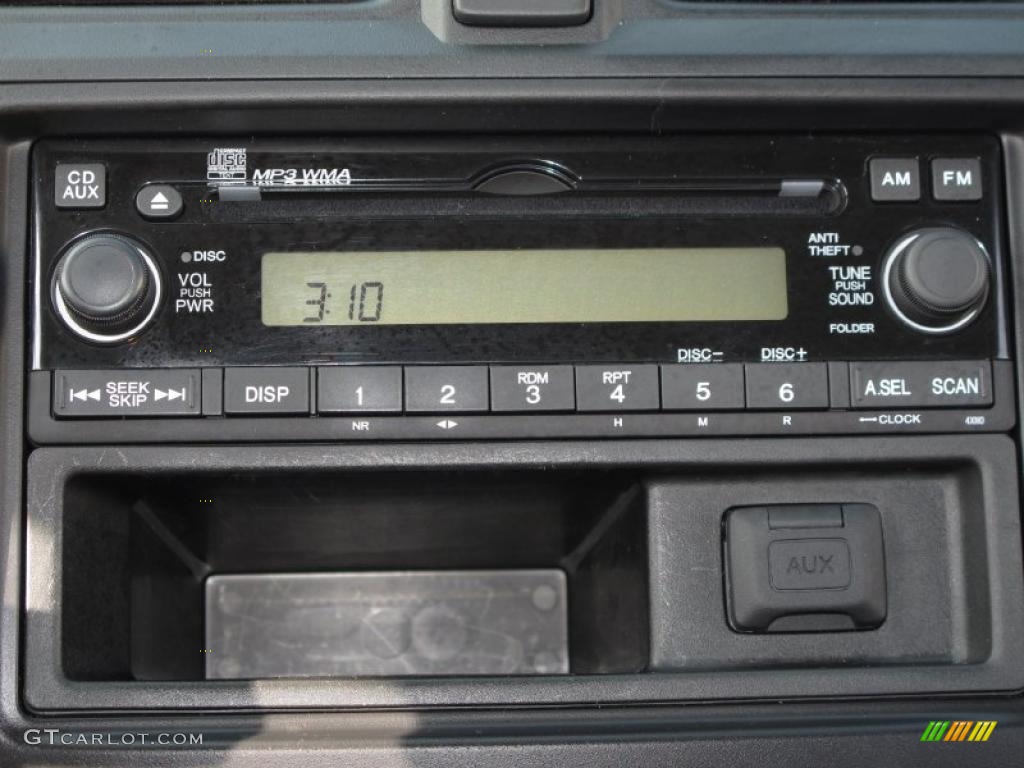 CD
AUX
disc
MP3 WMA
AM
FM
DISC
VOL
PUSH
PWR
3:10
ANTI
THEFT
TUNE
PUSH
SOUND
FOLDER
DISC−
DISC+
SEEK
SKIP
DISP
1
2
RDM
3
RPT
4
5
6
A.SEL
SCAN
NR
H
M
R
CLOCK
AUX
GTCARLOT.COM